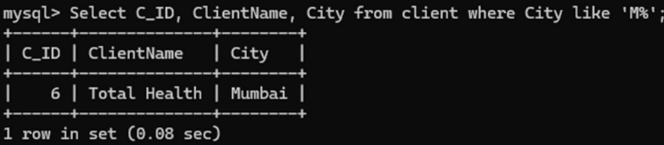 mysql> Select C_ID, ClientName, City from client where City like 'M%';
+------+--------------+--------+
| C_ID | ClientName   | City   |
+------+--------------+--------+
|    6 | Total Health | Mumbai |
+------+--------------+--------+
1 row in set (0.08 sec)